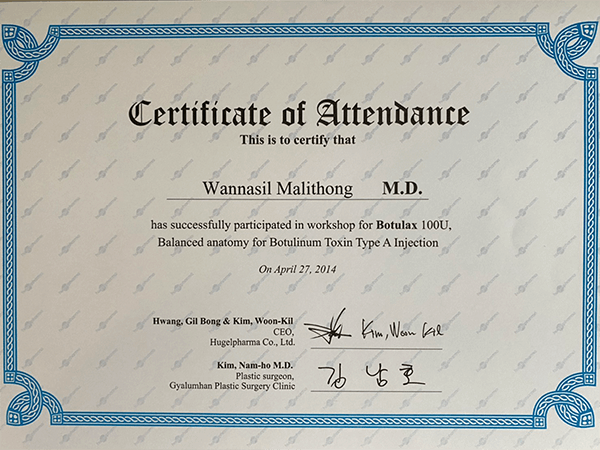 Certificate of Attendance
This is to certify that
Wannasil Malithong M.D.
has successfully participated in workshop for Botulax 100U,
Balanced anatomy for Botulinum Toxin Type A Injection
On April 27, 2014
Hwang, Gil Bong & Kim, Woon-Kil
CEO,
Hugelpharma Co., Ltd.
Kim, Woon Kil
Kim, Nam-ho M.D.
Plastic surgeon,
Gyalumhan Plastic Surgery Clinic
김남호